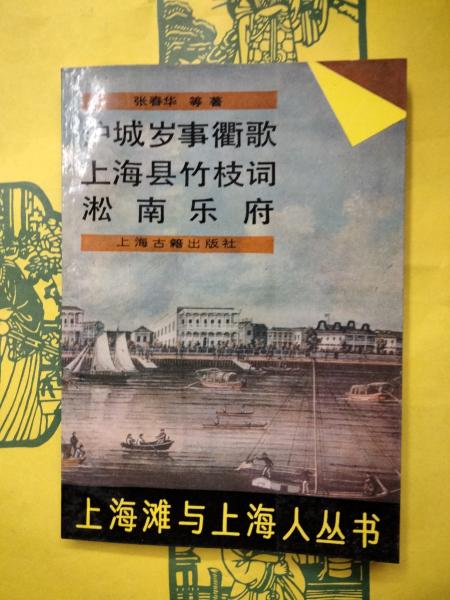 张春华 等著
沪城岁事衢歌
上海县竹枝词
淞南乐府
上海古籍出版社
上海滩与上海人丛书